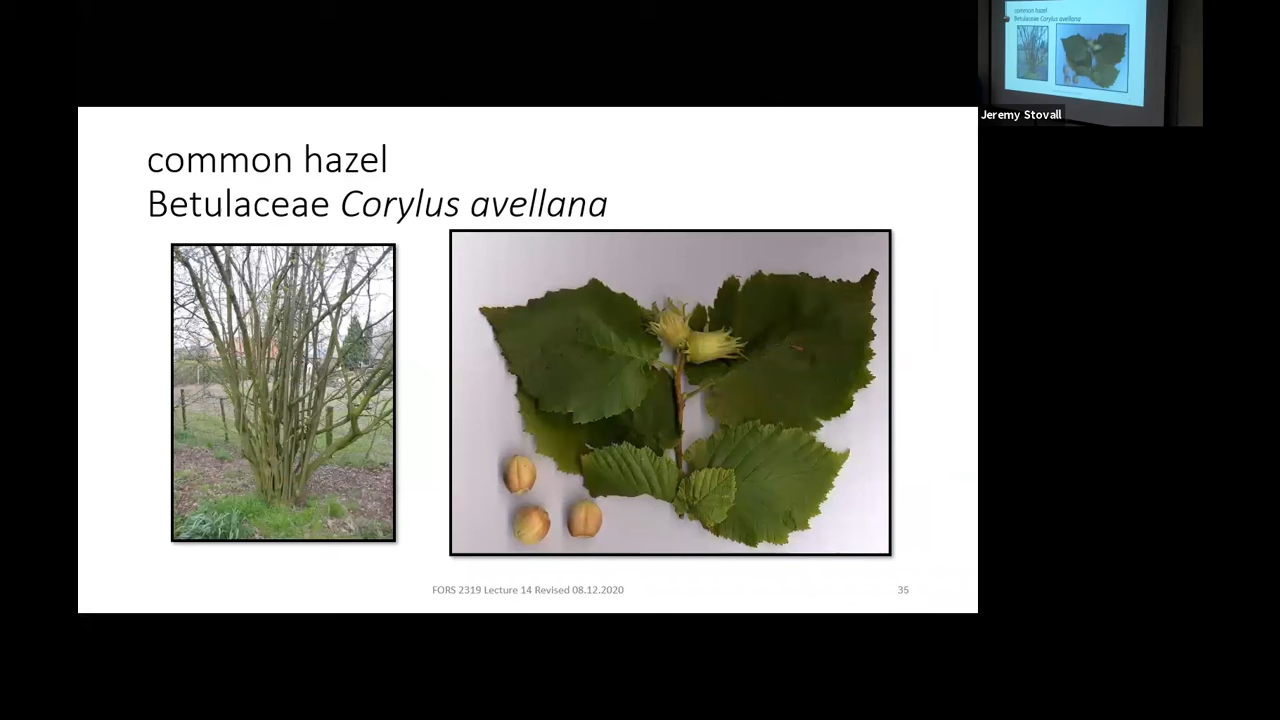 common hazel
Betulaceae Corylus avellana
FORS 2319 Lecture 14 Revised 08.12.2020
35
common hazel
Betulaceae Corylus avellana
Jeremy Stovall